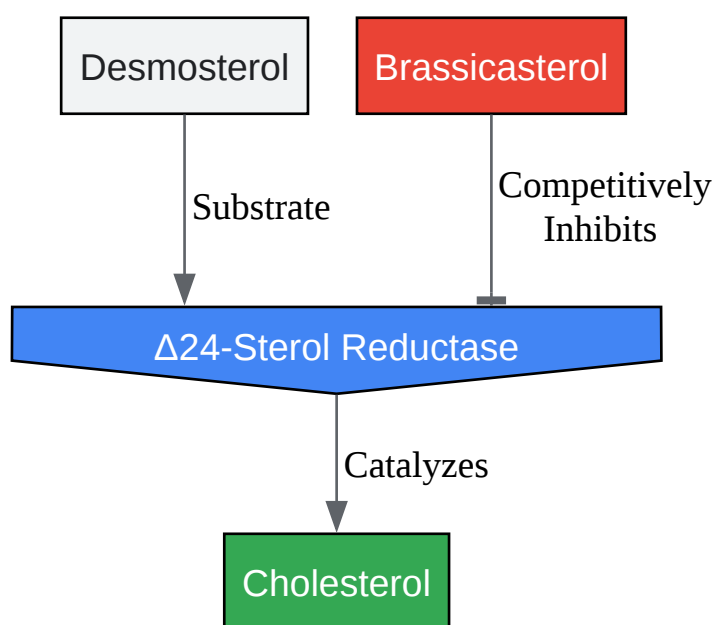 Desmosterol
Brassicasterol
Substrate
Competitively
Inhibits
Δ24-Sterol Reductase
Catalyzes
Cholesterol